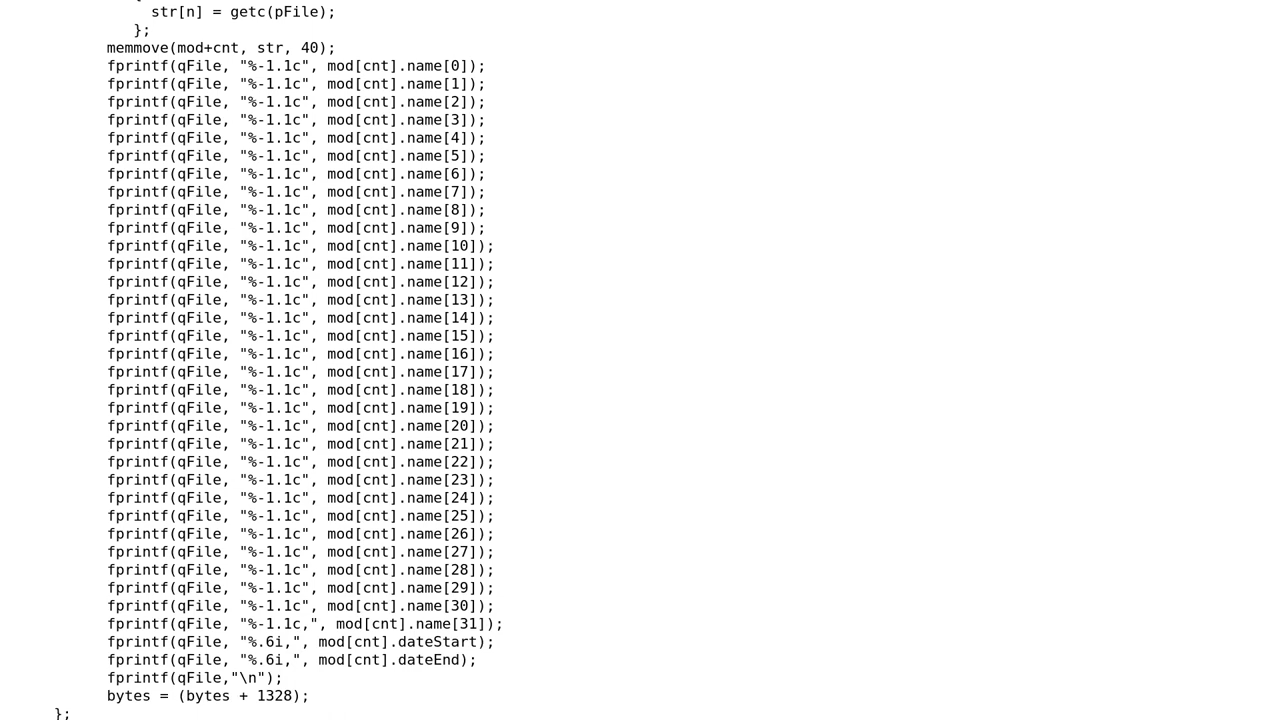 str[n] = getc(pFile);
};
memmove(mod+cnt, str, 40);
fprintf(qFile, "%-1.1c", mod[cnt].name[0]);
fprintf(qFile, "%-1.1c", mod[cnt].name[1]);
fprintf(qFile, "%-1.1c", mod[cnt].name[2]);
fprintf(qFile, "%-1.1c", mod[cnt].name[3]);
fprintf(qFile, "%-1.1c", mod[cnt].name[4]);
fprintf(qFile, "%-1.1c", mod[cnt].name[5]);
fprintf(qFile, "%-1.1c", mod[cnt].name[6]);
fprintf(qFile, "%-1.1c", mod[cnt].name[7]);
fprintf(qFile, "%-1.1c", mod[cnt].name[8]);
fprintf(qFile, "%-1.1c", mod[cnt].name[9]);
fprintf(qFile, "%-1.1c", mod[cnt].name[10]);
fprintf(qFile, "%-1.1c", mod[cnt].name[11]);
fprintf(qFile, "%-1.1c", mod[cnt].name[12]);
fprintf(qFile, "%-1.1c", mod[cnt].name[13]);
fprintf(qFile, "%-1.1c", mod[cnt].name[14]);
fprintf(qFile, "%-1.1c", mod[cnt].name[15]);
fprintf(qFile, "%-1.1c", mod[cnt].name[16]);
fprintf(qFile, "%-1.1c", mod[cnt].name[17]);
fprintf(qFile, "%-1.1c", mod[cnt].name[18]);
fprintf(qFile, "%-1.1c", mod[cnt].name[19]);
fprintf(qFile, "%-1.1c", mod[cnt].name[20]);
fprintf(qFile, "%-1.1c", mod[cnt].name[21]);
fprintf(qFile, "%-1.1c", mod[cnt].name[22]);
fprintf(qFile, "%-1.1c", mod[cnt].name[23]);
fprintf(qFile, "%-1.1c", mod[cnt].name[24]);
fprintf(qFile, "%-1.1c", mod[cnt].name[25]);
fprintf(qFile, "%-1.1c", mod[cnt].name[26]);
fprintf(qFile, "%-1.1c", mod[cnt].name[27]);
fprintf(qFile, "%-1.1c", mod[cnt].name[28]);
fprintf(qFile, "%-1.1c", mod[cnt].name[29]);
fprintf(qFile, "%-1.1c", mod[cnt].name[30]);
fprintf(qFile, "%-1.1c,", mod[cnt].name[31]);
fprintf(qFile, "%.6i,", mod[cnt].dateStart);
fprintf(qFile, "%.6i,", mod[cnt].dateEnd);
fprintf(qFile,"\n");
bytes = (bytes + 1328);
};